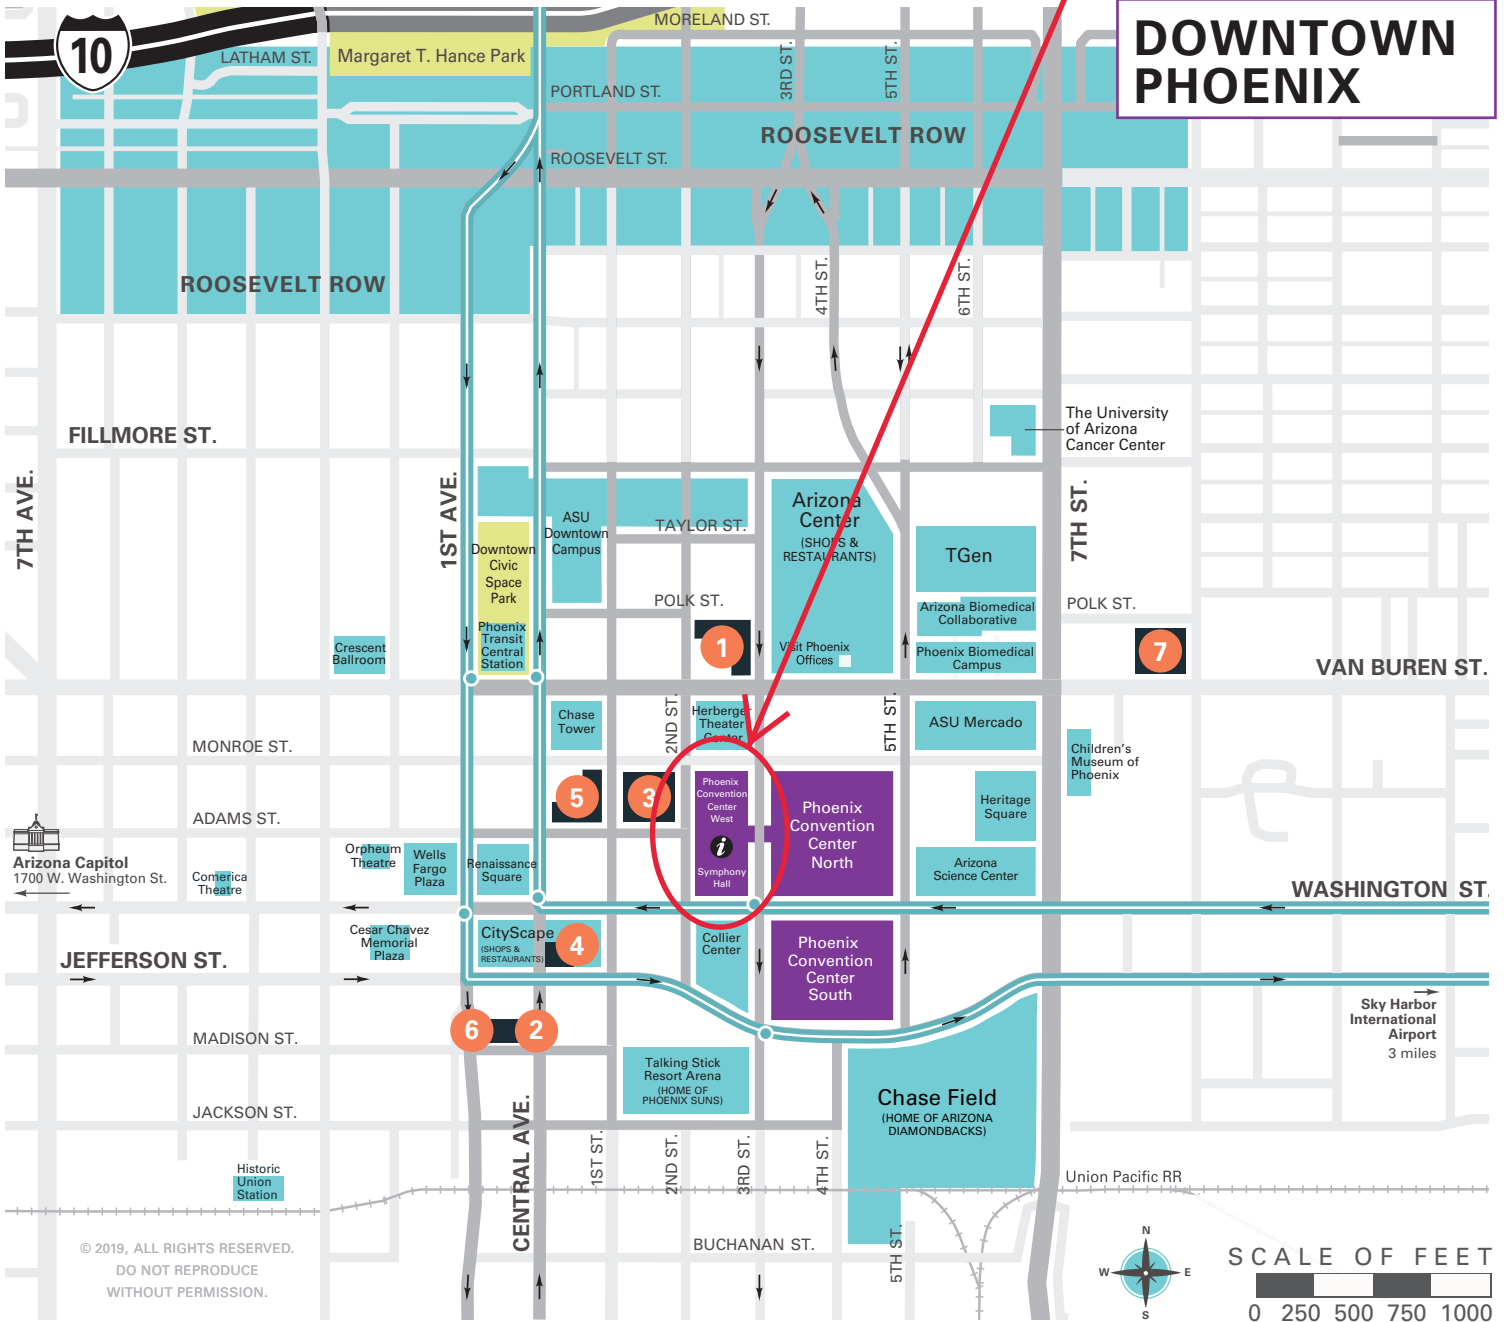 DOWNTOWN
PHOENIX
10
MORELAND ST.
LATHAM ST.
Margaret T. Hance Park
3RD ST.
5TH ST.
PORTLAND ST.
ROOSEVELT ROW
ROOSEVELT ST.
ROOSEVELT ROW
4TH ST.
6TH ST.
The University
of Arizona
Cancer Center
FILLMORE ST.
7TH AVE.
1ST AVE.
7TH ST.
ASU
Downtown
Campus
TAYLOR ST.
Arizona
Center
(SHOPS &
RESTAURANTS)
TGen
Downtown
Civic
Space
Park
POLK ST.
Arizona Biomedical
Collaborative
POLK ST.
Phoenix
Transit
Central
Station
Crescent
Ballroom
1
Visit Phoenix
Offices
Phoenix Biomedical
Campus
7
VAN BUREN ST.
Chase
Tower
2ND ST.
Herberger
Theater
Center
5TH ST.
ASU Mercado
MONROE ST.
Children's
Museum of
Phoenix
5
3
Phoenix
Convention
Center
West
i
Symphony
Hall
Phoenix
Convention
Center
North
Heritage
Square
ADAMS ST.
Arizona Capitol
1700 W. Washington St.
Orpheum
Theatre
Wells
Fargo
Plaza
Renaissance
Square
Comerica
Theatre
Arizona
Science Center
WASHINGTON ST.
Cesar Chavez
Memorial
Plaza
CityScape
(SHOPS &
RESTAURANTS)
4
Collier
Center
Phoenix
Convention
Center
South
JEFFERSON ST.
Sky Harbor
International
Airport
3 miles
6
2
MADISON ST.
Talking Stick
Resort Arena
(HOME OF
PHOENIX SUNS)
Chase Field
(HOME OF ARIZONA
DIAMONDBACKS)
JACKSON ST.
CENTRAL AVE.
1ST ST.
2ND ST.
3RD ST.
4TH ST.
Historic
Union
Station
Union Pacific RR
BUCHANAN ST.
5TH ST.
© 2019, ALL RIGHTS RESERVED.
DO NOT REPRODUCE
WITHOUT PERMISSION.
N
W E
S
SCALE OF FEET
0 250 500 750 1000